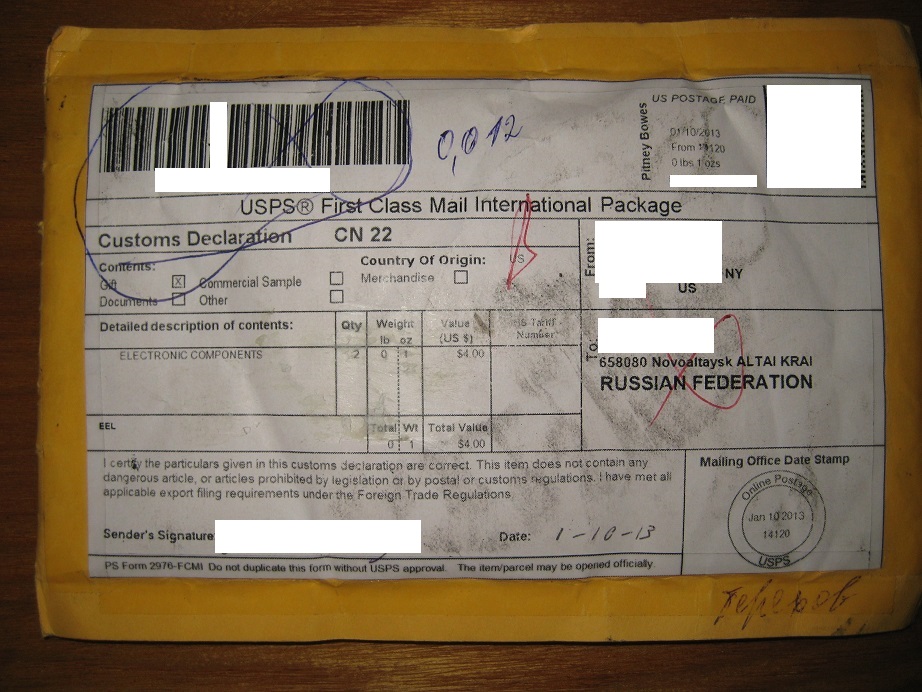 0,012
Pitney Bowes
US POSTAGE PAID
01/10/2013
From 14120
0 lbs 1 ozs
USPS® First Class Mail International Package
Customs Declaration CN 22
Contents:
Gift X Commercial Sample
Documents Other
Country Of Origin: US
Merchandise
From:
NY
US
Detailed description of contents: Qty Weight lb oz Value (US $) HS Tariff Number
ELECTRONIC COMPONENTS 2 0 1 $4.00
EEL Total Wt Total Value
0 1 $4.00
To:
658080 Novoaltaysk ALTAI KRAI
RUSSIAN FEDERATION
I certify the particulars given in this customs declaration are correct. This item does not contain any
dangerous article, or articles prohibited by legislation or by postal or customs regulations. I have met all
applicable export filing requirements under the Foreign Trade Regulations
Sender's Signature: Date: 1-10-13
PS Form 2976-FCMI Do not duplicate this form without USPS approval. The item/parcel may be opened officially.
Mailing Office Date Stamp
Online Postage
Jan 10 2013
14120
USPS